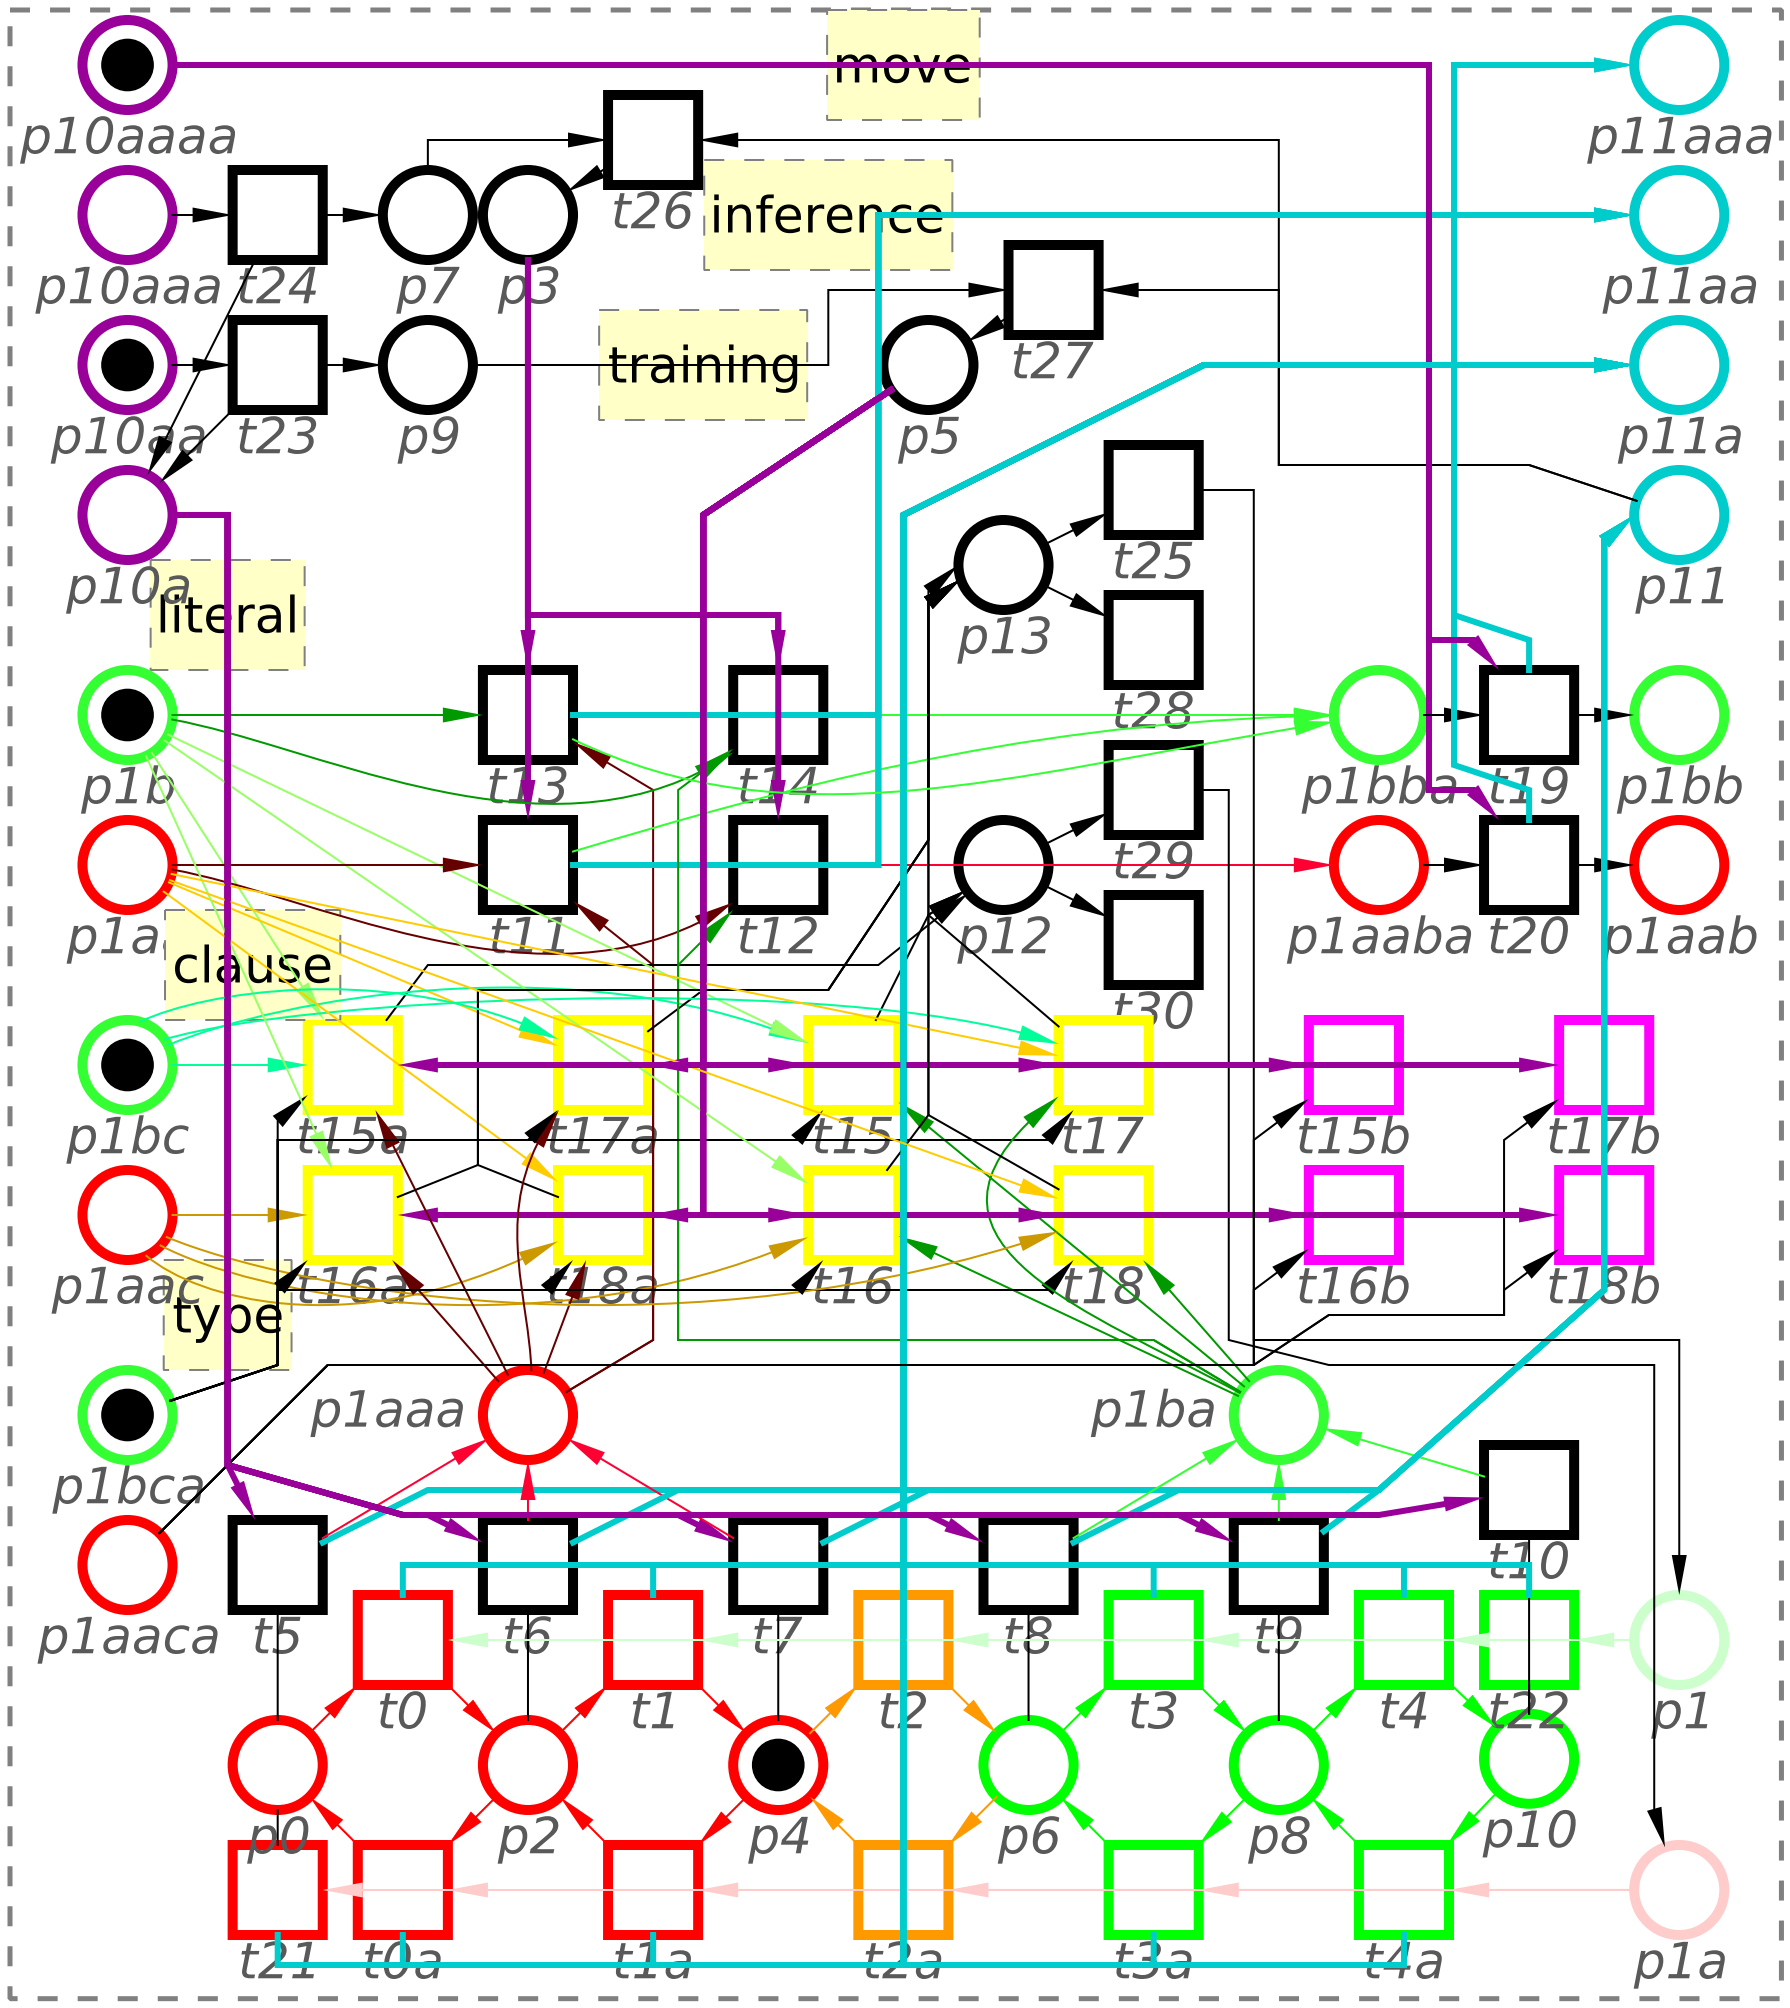 move
p10aaaa
p11aaa
t26
inference
p10aaa
t24
p7
p3
p11aa
t27
training
p10aa
t23
p9
p5
p11a
t25
p10a
literal
p13
p11
t28
p1b
t13
t14
p1bba
t19
p1bb
t29
p1a
t11
t12
p12
p1aaba
t20
p1aab
clause
t30
p1bc
t15a
t17a
t15
t17
t15b
t17b
p1aac
t16a
t18a
t16
t18
t16b
t18b
type
p1aaa
p1ba
p1bca
t10
p1aaca
t5
t6
t7
t8
t9
t0
t1
t2
t3
t4
t22
p1
p0
p2
p4
p6
p8
p10
t21
t0a
t1a
t2a
t3a
t4a
p1a